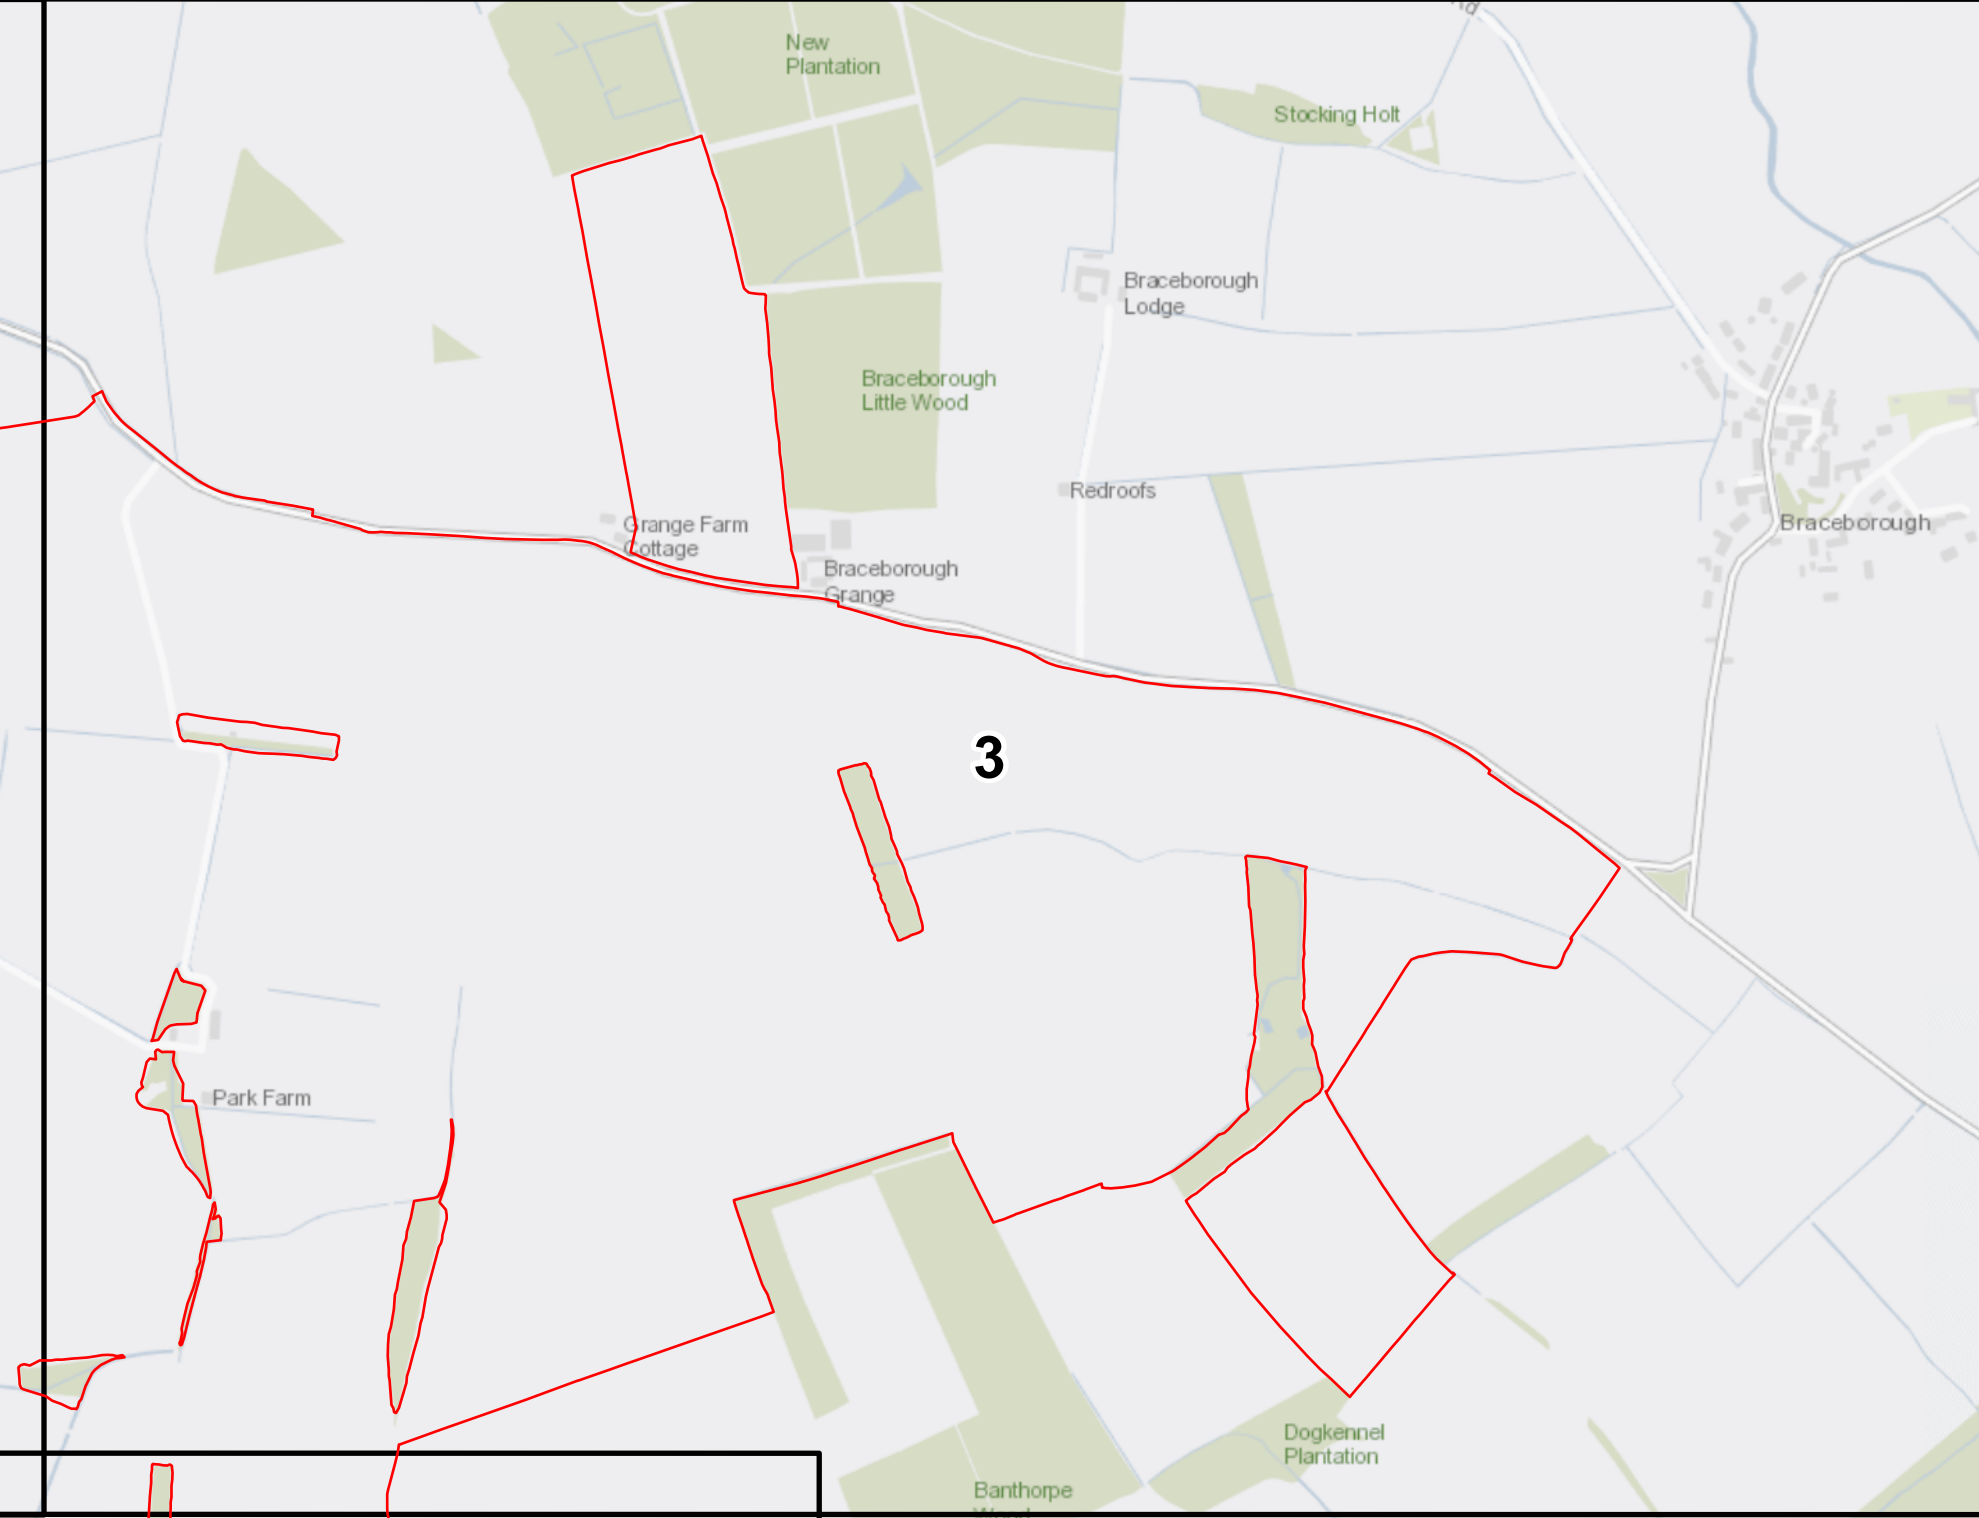 Rd
New
Plantation
Stocking Holt
Braceborough
Lodge
Braceborough
Little Wood
Redroofs
Grange Farm
Cottage
Braceborough
Braceborough
Grange
3
Park Farm
Dogkennel
Plantation
Banthorpe